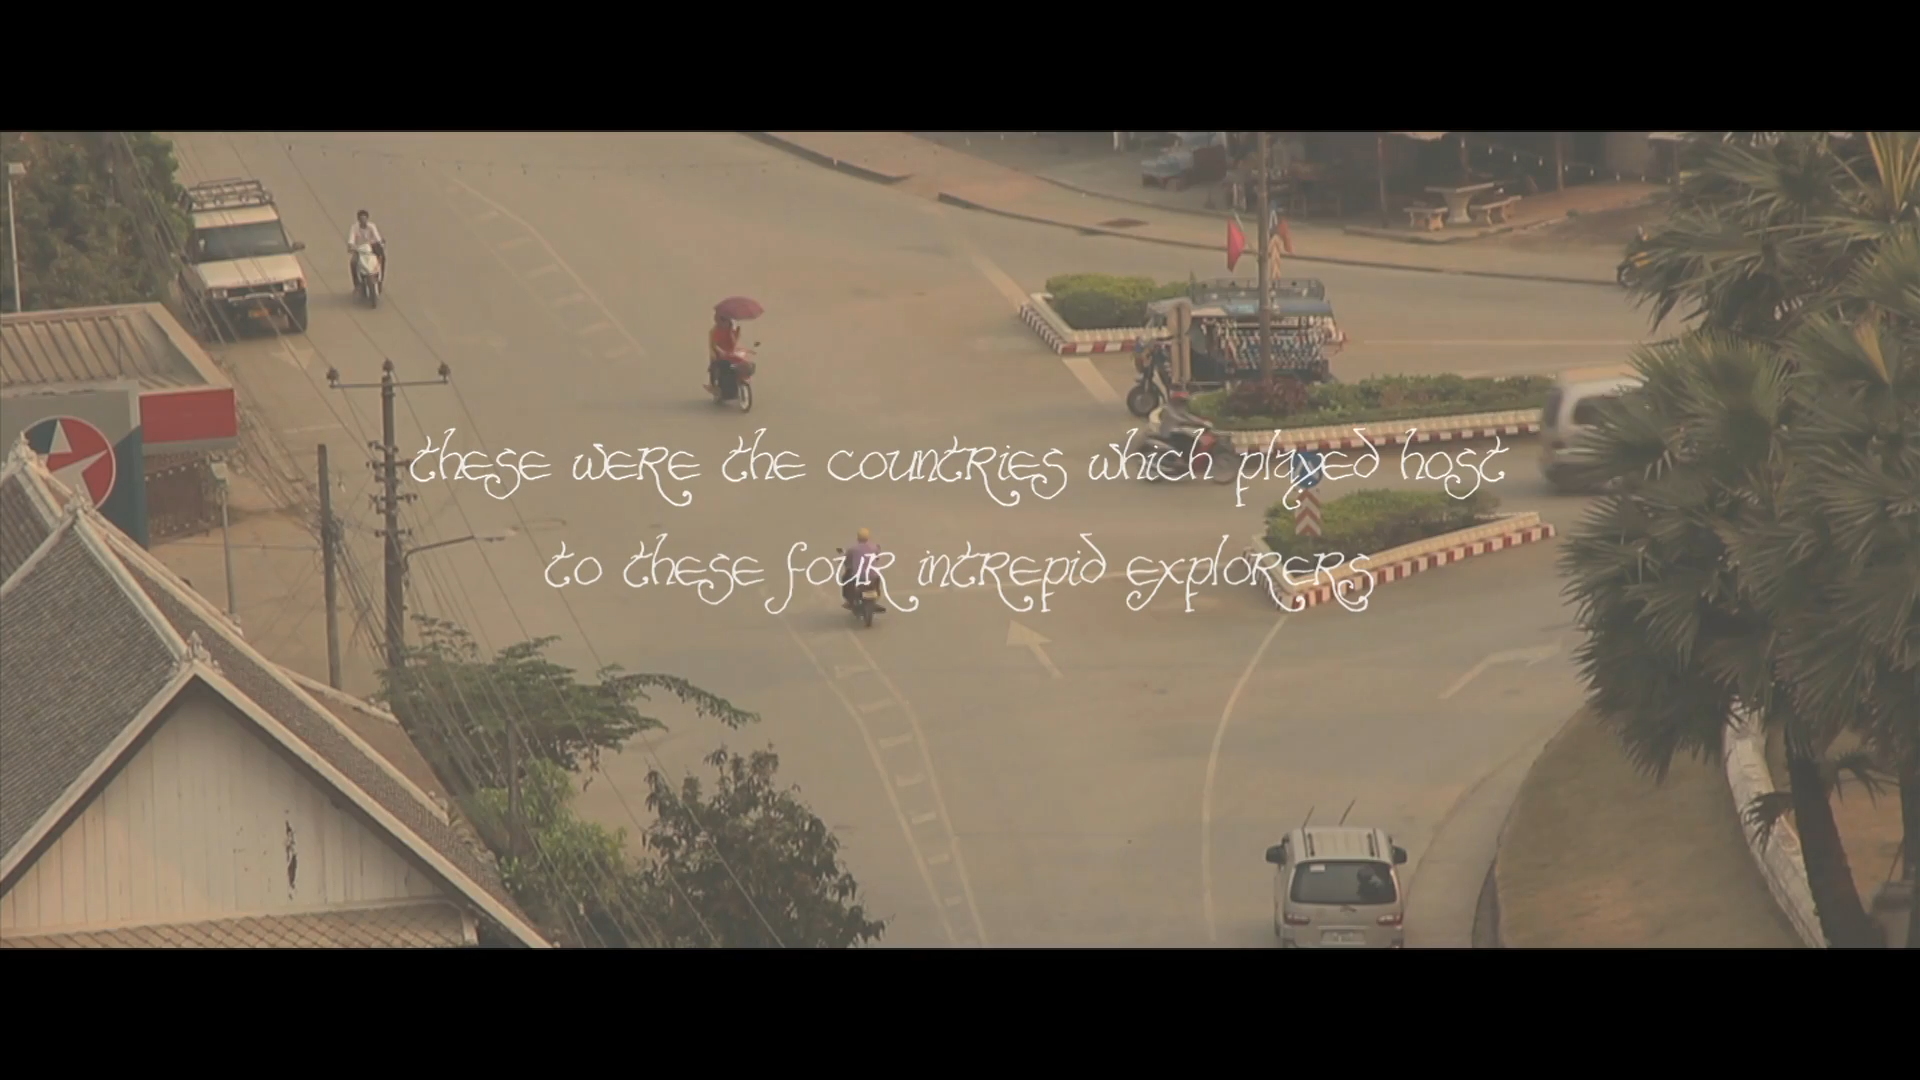 these were the countries which played host
to these four intrepid explorers